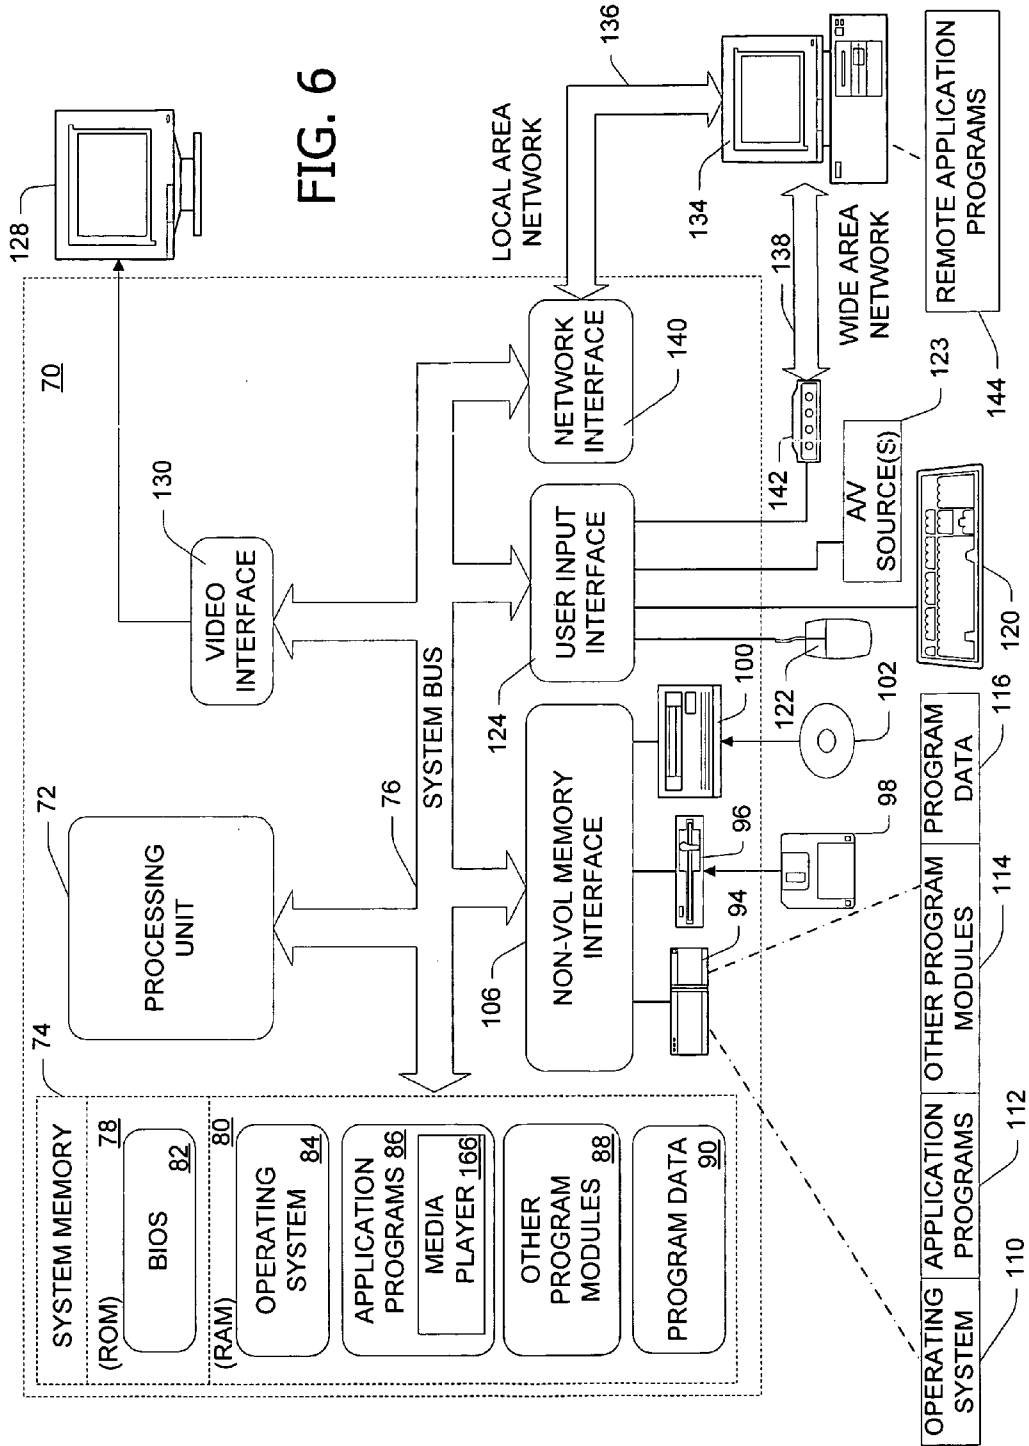 FIG. 6
70
SYSTEM MEMORY
74
(ROM) 78
BIOS
82
(RAM) 80
OPERATING
SYSTEM
84
APPLICATION
PROGRAMS 86
MEDIA
PLAYER 166
OTHER
PROGRAM
MODULES
88
PROGRAM DATA
90
72
PROCESSING
UNIT
76
SYSTEM BUS
130
VIDEO
INTERFACE
128
106
NON-VOL MEMORY
INTERFACE
124
USER INPUT
INTERFACE
NETWORK
INTERFACE
140
LOCAL AREA
NETWORK
136
94
96
98
100
102
122
120
A/V
SOURCE(S)
123
142
138
WIDE AREA
NETWORK
134
REMOTE APPLICATION
PROGRAMS
144
OPERATING
SYSTEM
110
APPLICATION
PROGRAMS
112
OTHER PROGRAM
MODULES
114
PROGRAM
DATA
116